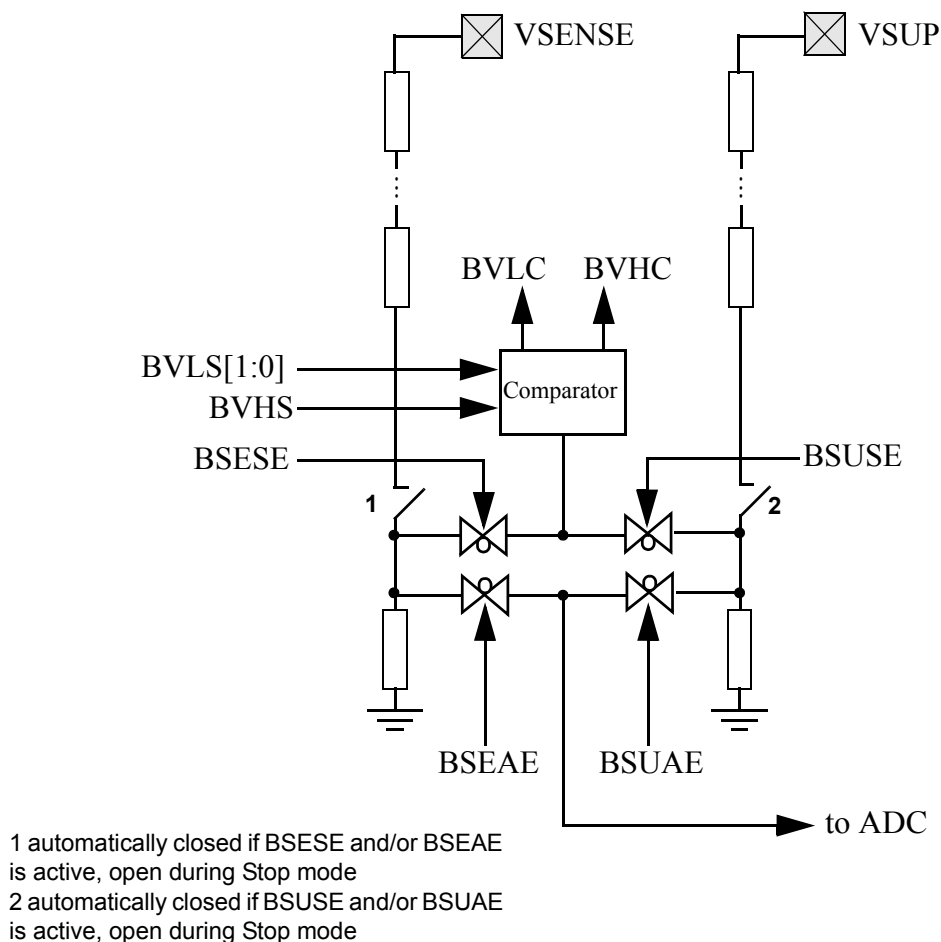 VSENSE
VSUP
BVLC
BVHC
BVLS[1:0]
Comparator
BVHS
BSESE
BSUSE
1
2
BSEAE
BSUAE
to ADC
1 automatically closed if BSESE and/or BSEAE
is active, open during Stop mode
2 automatically closed if BSUSE and/or BSUAE
is active, open during Stop mode